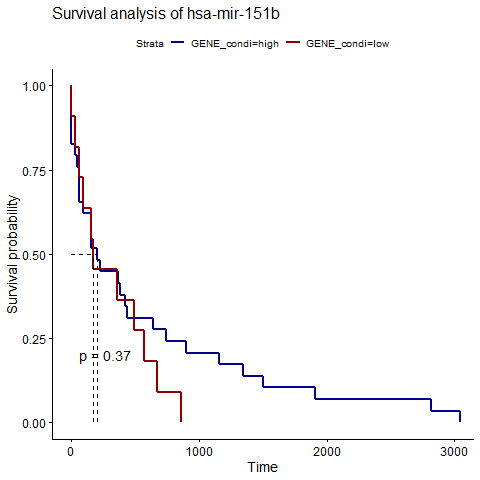 Survival analysis of hsa-mir-151b
Strata GENE_condi=high GENE_condi=low
Survival probability
1.00
0.75
0.50
0.25
0.00
p = 0.37
0 1000 2000 3000
Time